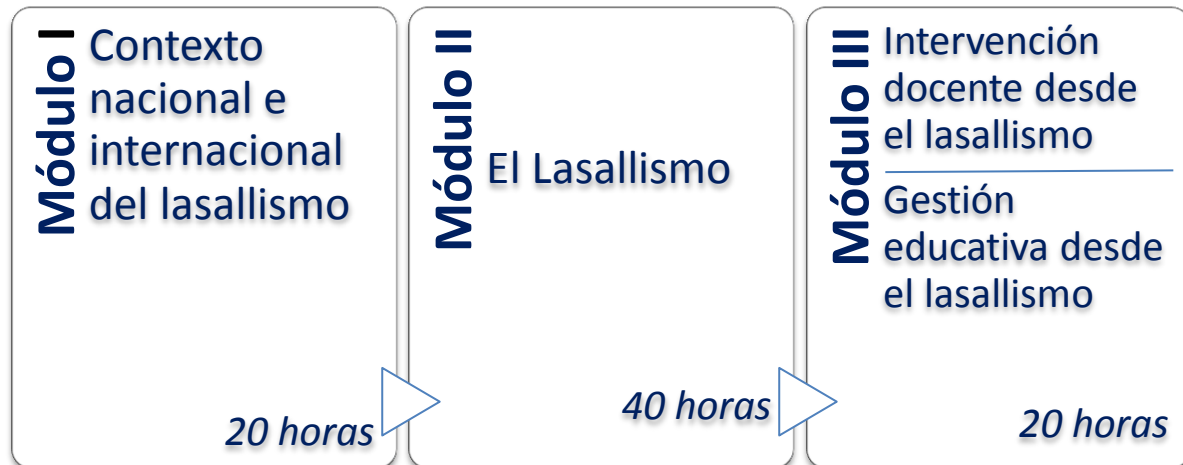 Módulo I
Contexto
nacional e
internacional
del lasallismo
20 horas
Módulo II
El Lasallismo
40 horas
Módulo III
Intervención
docente desde
el lasallismo
Gestión
educativa desde
el lasallismo
20 horas